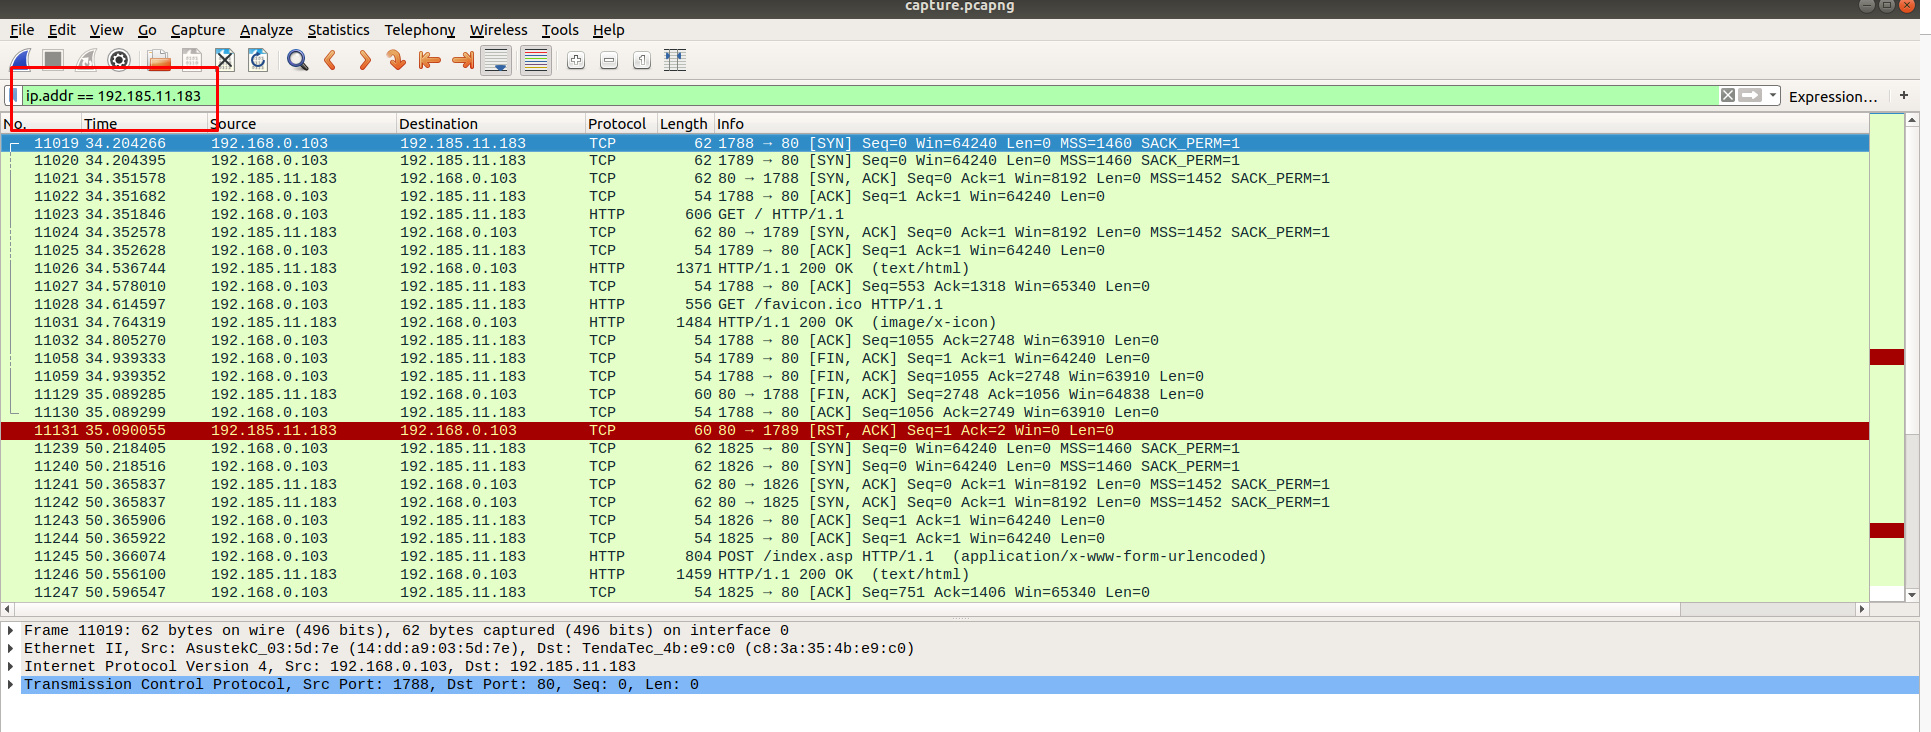 capture.pcapng
File Edit View Go Capture Analyze Statistics Telephony Wireless Tools Help
ip.addr == 192.185.11.183 Expression… +
No. Time Source Destination Protocol Length Info
11019 34.204266 192.168.0.103 192.185.11.183 TCP 62 1788 → 80 [SYN] Seq=0 Win=64240 Len=0 MSS=1460 SACK_PERM=1
11020 34.204395 192.168.0.103 192.185.11.183 TCP 62 1789 → 80 [SYN] Seq=0 Win=64240 Len=0 MSS=1460 SACK_PERM=1
11021 34.351578 192.185.11.183 192.168.0.103 TCP 62 80 → 1788 [SYN, ACK] Seq=0 Ack=1 Win=8192 Len=0 MSS=1452 SACK_PERM=1
11022 34.351682 192.168.0.103 192.185.11.183 TCP 54 1788 → 80 [ACK] Seq=1 Ack=1 Win=64240 Len=0
11023 34.351846 192.168.0.103 192.185.11.183 HTTP 606 GET / HTTP/1.1
11024 34.352578 192.185.11.183 192.168.0.103 TCP 62 80 → 1789 [SYN, ACK] Seq=0 Ack=1 Win=8192 Len=0 MSS=1452 SACK_PERM=1
11025 34.352628 192.168.0.103 192.185.11.183 TCP 54 1789 → 80 [ACK] Seq=1 Ack=1 Win=64240 Len=0
11026 34.536744 192.185.11.183 192.168.0.103 HTTP 1371 HTTP/1.1 200 OK (text/html)
11027 34.578010 192.168.0.103 192.185.11.183 TCP 54 1788 → 80 [ACK] Seq=553 Ack=1318 Win=65340 Len=0
11028 34.614597 192.168.0.103 192.185.11.183 HTTP 556 GET /favicon.ico HTTP/1.1
11031 34.764319 192.185.11.183 192.168.0.103 HTTP 1484 HTTP/1.1 200 OK (image/x-icon)
11032 34.805270 192.168.0.103 192.185.11.183 TCP 54 1788 → 80 [ACK] Seq=1055 Ack=2748 Win=63910 Len=0
11058 34.939333 192.168.0.103 192.185.11.183 TCP 54 1789 → 80 [FIN, ACK] Seq=1 Ack=1 Win=64240 Len=0
11059 34.939352 192.168.0.103 192.185.11.183 TCP 54 1788 → 80 [FIN, ACK] Seq=1055 Ack=2748 Win=63910 Len=0
11129 35.089285 192.185.11.183 192.168.0.103 TCP 60 80 → 1788 [FIN, ACK] Seq=2748 Ack=1056 Win=64838 Len=0
11130 35.089299 192.168.0.103 192.185.11.183 TCP 54 1788 → 80 [ACK] Seq=1056 Ack=2749 Win=63910 Len=0
11131 35.090055 192.185.11.183 192.168.0.103 TCP 60 80 → 1789 [RST, ACK] Seq=1 Ack=2 Win=0 Len=0
11239 50.218405 192.168.0.103 192.185.11.183 TCP 62 1825 → 80 [SYN] Seq=0 Win=64240 Len=0 MSS=1460 SACK_PERM=1
11240 50.218516 192.168.0.103 192.185.11.183 TCP 62 1826 → 80 [SYN] Seq=0 Win=64240 Len=0 MSS=1460 SACK_PERM=1
11241 50.365837 192.185.11.183 192.168.0.103 TCP 62 80 → 1826 [SYN, ACK] Seq=0 Ack=1 Win=8192 Len=0 MSS=1452 SACK_PERM=1
11242 50.365837 192.185.11.183 192.168.0.103 TCP 62 80 → 1825 [SYN, ACK] Seq=0 Ack=1 Win=8192 Len=0 MSS=1452 SACK_PERM=1
11243 50.365906 192.168.0.103 192.185.11.183 TCP 54 1826 → 80 [ACK] Seq=1 Ack=1 Win=64240 Len=0
11244 50.365922 192.168.0.103 192.185.11.183 TCP 54 1825 → 80 [ACK] Seq=1 Ack=1 Win=64240 Len=0
11245 50.366074 192.168.0.103 192.185.11.183 HTTP 804 POST /index.asp HTTP/1.1 (application/x-www-form-urlencoded)
11246 50.556100 192.185.11.183 192.168.0.103 HTTP 1459 HTTP/1.1 200 OK (text/html)
11247 50.596547 192.168.0.103 192.185.11.183 TCP 54 1825 → 80 [ACK] Seq=751 Ack=1406 Win=65340 Len=0
Frame 11019: 62 bytes on wire (496 bits), 62 bytes captured (496 bits) on interface 0
Ethernet II, Src: AsustekC_03:5d:7e (14:dd:a9:03:5d:7e), Dst: TendaTec_4b:e9:c0 (c8:3a:35:4b:e9:c0)
Internet Protocol Version 4, Src: 192.168.0.103, Dst: 192.185.11.183
Transmission Control Protocol, Src Port: 1788, Dst Port: 80, Seq: 0, Len: 0